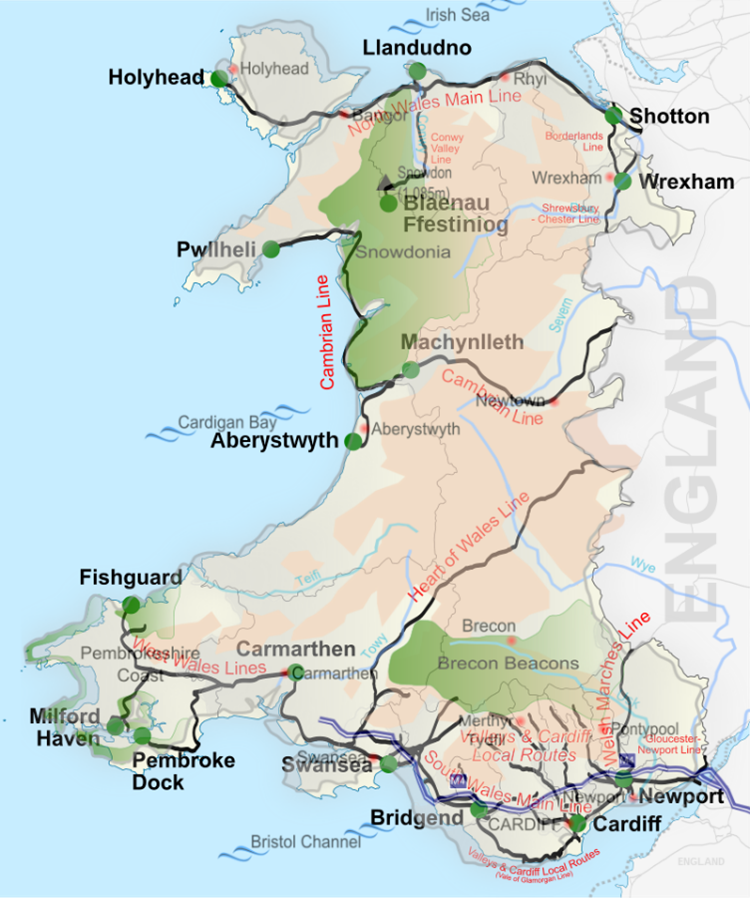 Irish Sea
Llandudno
Holyhead
Holyhead
Rhyl
Bangor
North Wales Main Line
Shotton
Conwy
Conwy
Valley
Line
Borderlands
Line
Snowdon
(1,085m)
Wrexham
Wrexham
Blaenau
Ffestiniog
Shrewsbury
- Chester Line
Pwllheli
Snowdonia
Cambrian Line
Severn
ENGLAND
Machynlleth
Cambrian Line
Newtown
Cardigan Bay
Aberystwyth
Aberystwyth
Heart of Wales Line
Wye
Fishguard
Teifi
Towy
Brecon
Welsh Marches Line
West Wales Lines
Pembrokeshire
Coast
Carmarthen
Carmarthen
Brecon Beacons
Milford
Haven
Pembroke
Dock
Merthyr
Tydfil
Valleys & Cardiff
Local Routes
Pontypool
Gloucester-
Newport Line
Swansea
Swansea
South Wales Main Line
Newport
Newport
Bridgend
CARDIFF
Cardiff
Bristol Channel
Valleys & Cardiff Local Routes
(Vale of Glamorgan Line)
ENGLAND